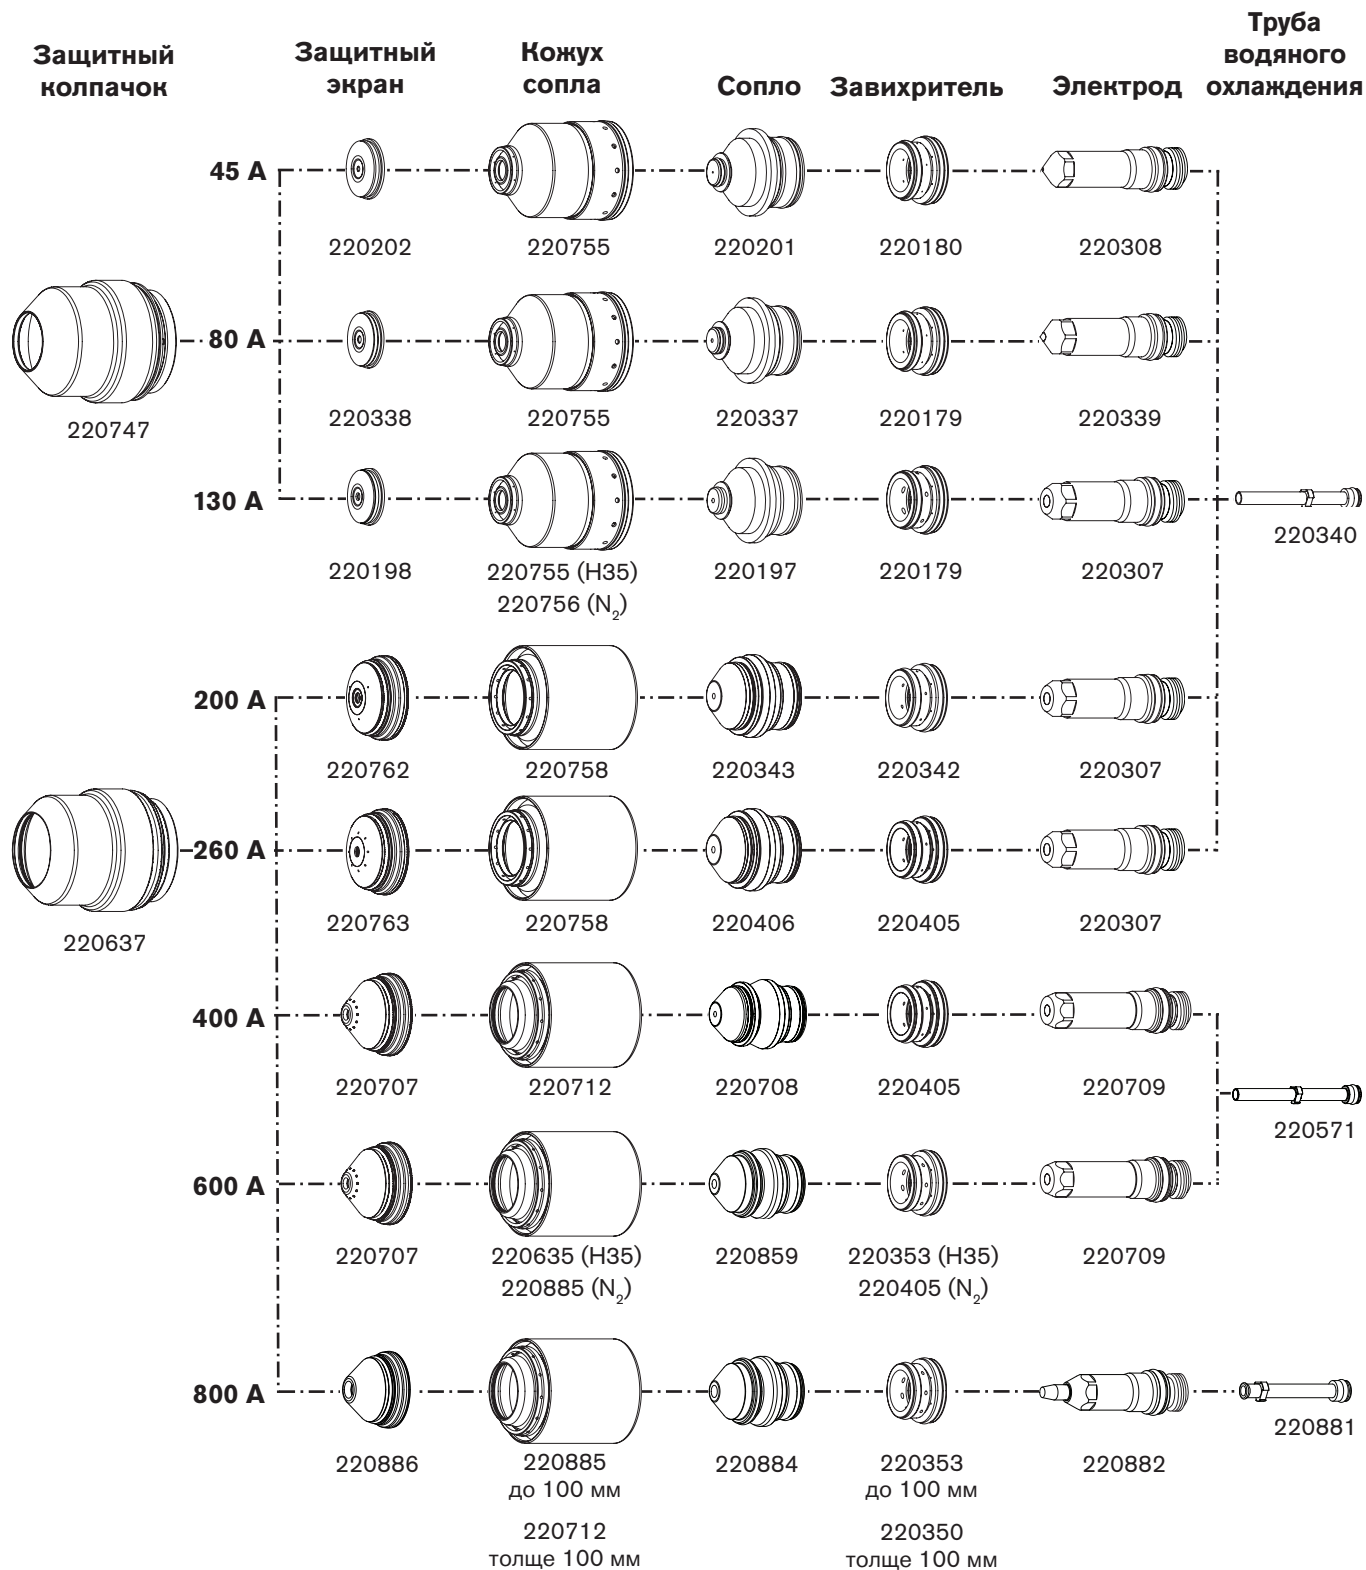 Защитный
колпачок
Защитный
экран
Кожух
сопла
Сопло
Завихритель
Электрод
Труба
водяного
охлаждения
45 A
220202
220755
220201
220180
220308
80 A
220338
220755
220337
220179
220339
220747
130 A
220198
220755 (H35)
220756 (N₂)
220197
220179
220307
220340
200 A
220762
220758
220343
220342
220307
260 A
220763
220758
220406
220405
220307
220637
400 A
220707
220712
220708
220405
220709
220571
600 A
220707
220635 (H35)
220885 (N₂)
220859
220353 (H35)
220405 (N₂)
220709
800 A
220886
220885
до 100 мм
220712
толще 100 мм
220884
220353
до 100 мм
220350
толще 100 мм
220882
220881